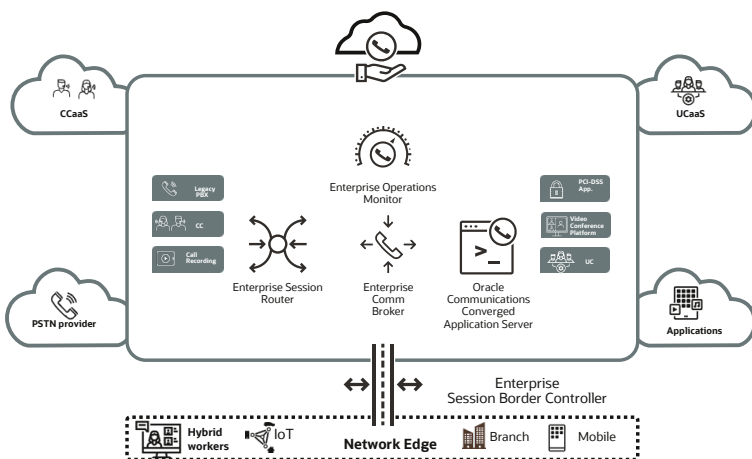 CCaaS
UCaaS
Enterprise Operations
Monitor
Legacy
PBX
CC
Call
Recording
PCI-DSS
App.
Video
Conference
Platform
UC
Enterprise Session
Router
Enterprise
Comm
Broker
>_
Oracle
Communications
Converged
Application Server
PSTN provider
Applications
Enterprise
Session Border Controller
Hybrid
workers
IoT
Network Edge
Branch
Mobile